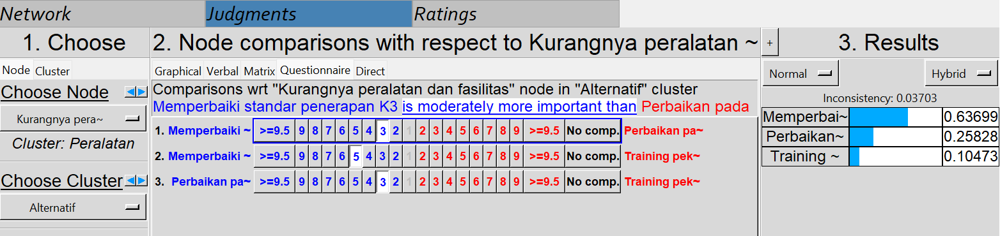 Network Judgments Ratings
1. Choose
Node Cluster
Choose Node
Kurangnya pera~
Cluster: Peralatan
Choose Cluster
Alternatif
2. Node comparisons with respect to Kurangnya peralatan ~
Graphical Verbal Matrix Questionnaire Direct
Comparisons wrt "Kurangnya peralatan dan fasilitas" node in "Alternatif" cluster
Memperbaiki standar penerapan K3 is moderately more important than Perbaikan pada
1. Memperbaiki ~ >=9.5 9 8 7 6 5 4 3 2 1 2 3 4 5 6 7 8 9 >=9.5 No comp. Perbaikan pa~
2. Memperbaiki ~ >=9.5 9 8 7 6 5 4 3 2 1 2 3 4 5 6 7 8 9 >=9.5 No comp. Training pek~
3. Perbaikan pa~ >=9.5 9 8 7 6 5 4 3 2 1 2 3 4 5 6 7 8 9 >=9.5 No comp. Training pek~
+ 3. Results
Normal Hybrid
Inconsistency: 0.03703
Memperbai~ 0.63699
Perbaikan~ 0.25828
Training ~ 0.10473